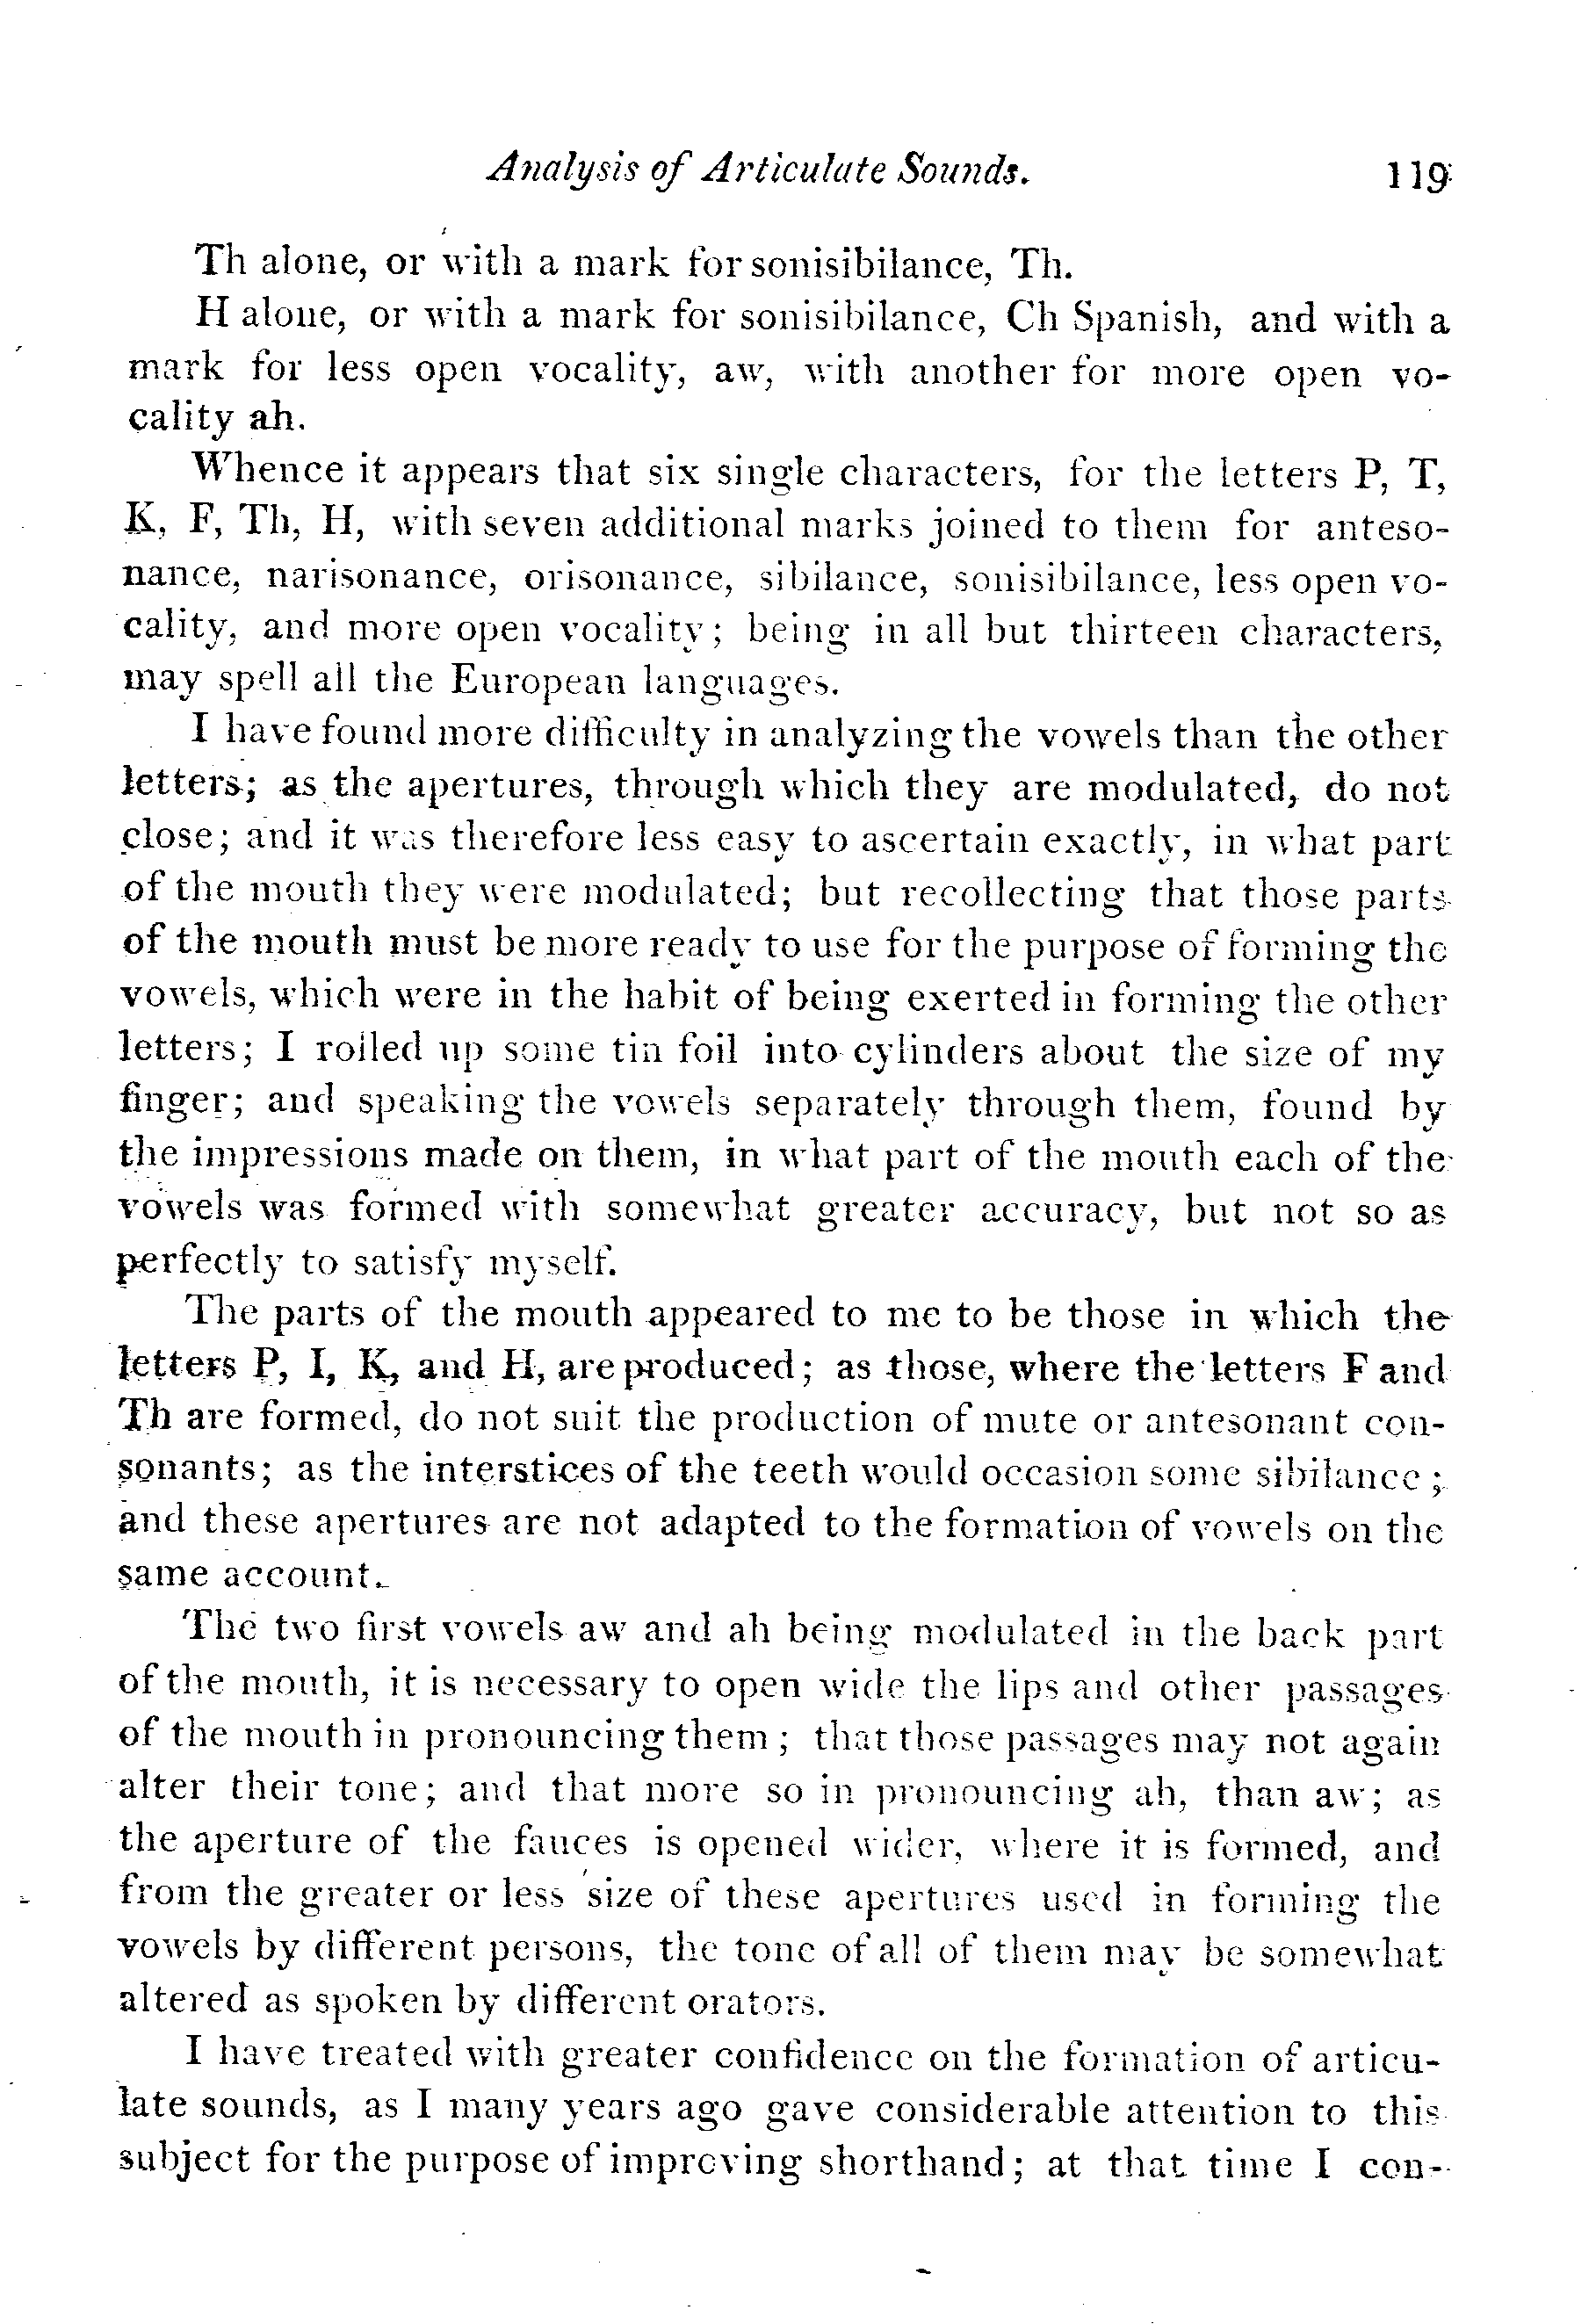 Analysis of Articulate Sounds. 119
Th alone, or with a mark for sonisibilance, Th.
H alone, or with a mark for sonisibilance, Ch Spanish, and with a
mark for less open vocality, aw, with another for more open vo-
cality ah.
Whence it appears that six single characters, for the letters P, T,
K, F, Th, H, with seven additional marks joined to them for anteso-
nance, narisonance, orisonance, sibilance, sonisibilance, less open vo-
cality, and more open vocality; being in all but thirteen characters,
may spell all the European languages.
I have found more difficulty in analyzing the vowels than the other
letters; as the apertures, through which they are modulated, do not
close; and it was therefore less easy to ascertain exactly, in what part
of the mouth they were modulated; but recollecting that those parts
of the mouth must be more ready to use for the purpose of forming the
vowels, which were in the habit of being exerted in forming the other
letters; I rolled up some tin foil into cylinders about the size of my
finger; and speaking the vowels separately through them, found by
the impressions made on them, in what part of the mouth each of the
vowels was formed with somewhat greater accuracy, but not so as
perfectly to satisfy myself.
The parts of the mouth appeared to me to be those in which the
letters P, I, K, and H, are produced; as those, where the letters F and
Th are formed, do not suit the production of mute or antesonant con-
sonants; as the interstices of the teeth would occasion some sibilance;
and these apertures are not adapted to the formation of vowels on the
same account.
The two first vowels aw and ah being modulated in the back part
of the mouth, it is necessary to open wide the lips and other passages
of the mouth in pronouncing them; that those passages may not again
alter their tone; and that more so in pronouncing ah, than aw; as
the aperture of the fauces is opened wider, where it is formed, and
from the greater or less size of these apertures used in forming the
vowels by different persons, the tone of all of them may be somewhat
altered as spoken by different orators.
I have treated with greater confidence on the formation of articu-
late sounds, as I many years ago gave considerable attention to this
subject for the purpose of improving shorthand; at that time I con-